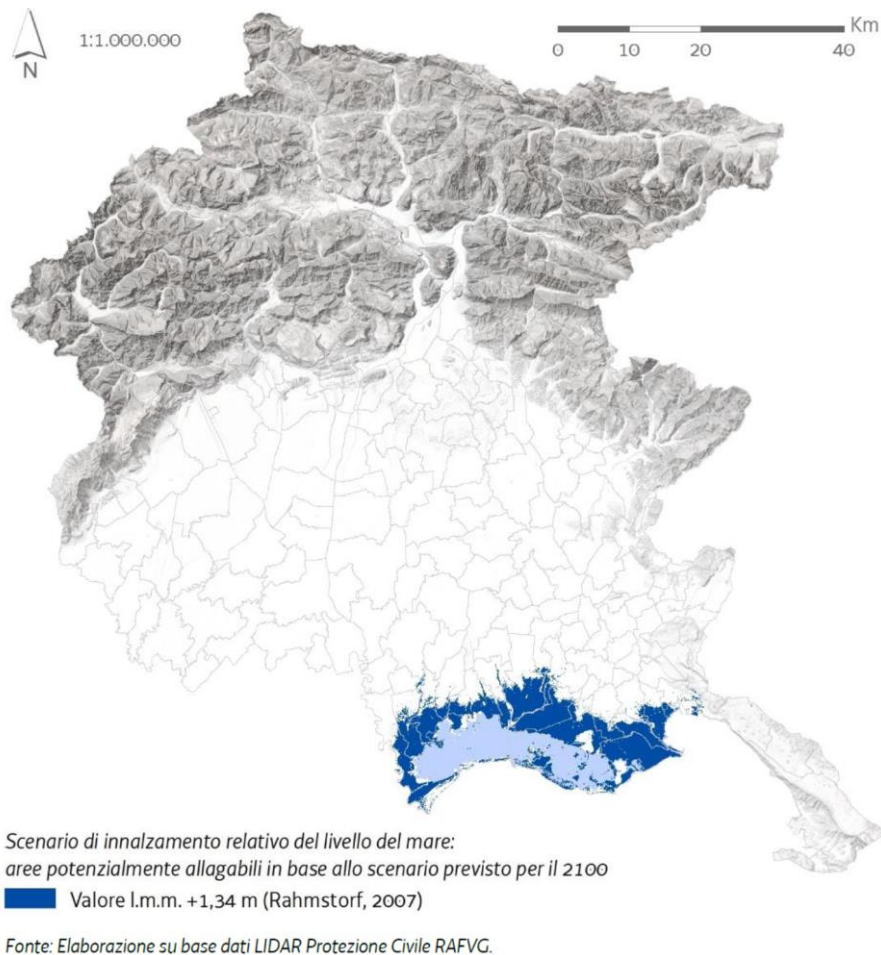 1:1.000.000
Km
0 10 20 40
N
Scenario di innalzamento relativo del livello del mare:
aree potenzialmente allagabili in base allo scenario previsto per il 2100
Valore l.m.m. +1,34 m (Rahmstorf, 2007)
Fonte: Elaborazione su base dati LIDAR Protezione Civile RAFVG.